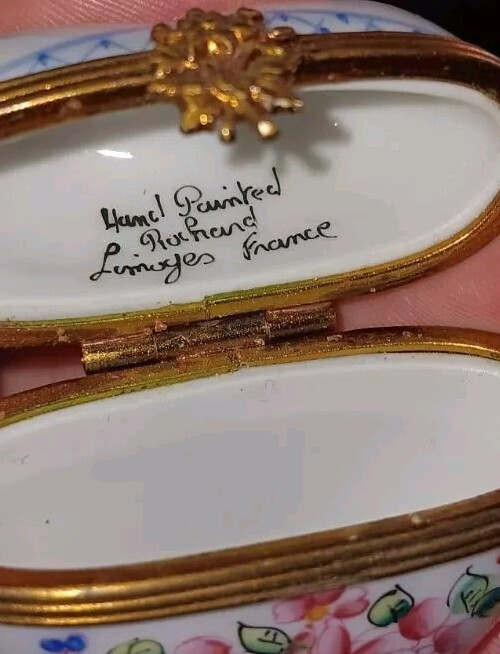 Hand Painted
Rochard
Limoges France